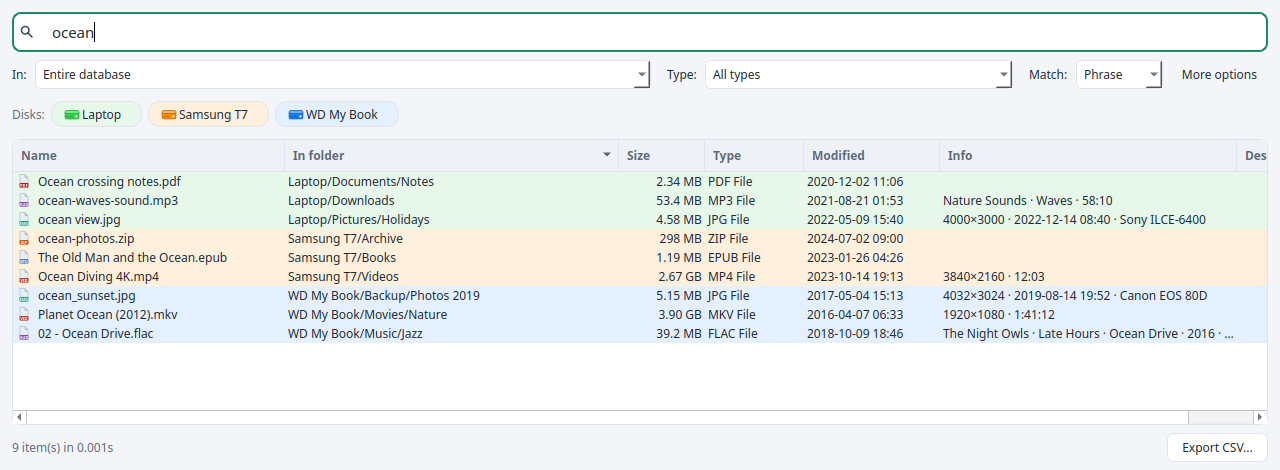 ocean
In: Entire database Type: All types Match: Phrase More options
Disks: Laptop Samsung T7 WD My Book
Name In folder Size Type Modified Info Des
Ocean crossing notes.pdf Laptop/Documents/Notes 2.34 MB PDF File 2020-12-02 11:06
ocean-waves-sound.mp3 Laptop/Downloads 53.4 MB MP3 File 2021-08-21 01:53 Nature Sounds · Waves · 58:10
ocean view.jpg Laptop/Pictures/Holidays 4.58 MB JPG File 2022-05-09 15:40 4000×3000 · 2022-12-14 08:40 · Sony ILCE-6400
ocean-photos.zip Samsung T7/Archive 298 MB ZIP File 2024-07-02 09:00
The Old Man and the Ocean.epub Samsung T7/Books 1.19 MB EPUB File 2023-01-26 04:26
Ocean Diving 4K.mp4 Samsung T7/Videos 2.67 GB MP4 File 2023-10-14 19:13 3840×2160 · 12:03
ocean_sunset.jpg WD My Book/Backup/Photos 2019 5.15 MB JPG File 2017-05-04 15:13 4032×3024 · 2019-08-14 19:52 · Canon EOS 80D
Planet Ocean (2012).mkv WD My Book/Movies/Nature 3.90 GB MKV File 2016-04-07 06:33 1920×1080 · 1:41:12
02 - Ocean Drive.flac WD My Book/Music/Jazz 39.2 MB FLAC File 2018-10-09 18:46 The Night Owls · Late Hours · Ocean Drive · 2016 · ...
9 item(s) in 0.001s Export CSV...